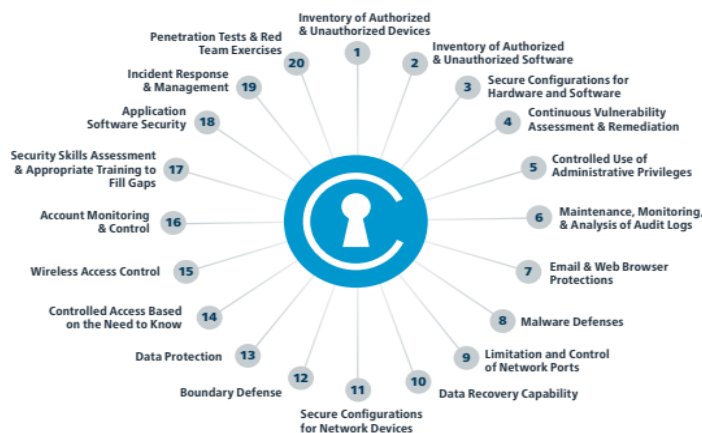 Inventory of Authorized
& Unauthorized Devices
1
Inventory of Authorized
& Unauthorized Software
2
Secure Configurations for
Hardware and Software
3
Continuous Vulnerability
Assessment & Remediation
4
Controlled Use of
Administrative Privileges
5
Maintenance, Monitoring,
& Analysis of Audit Logs
6
Email & Web Browser
Protections
7
Malware Defenses
8
Limitation and Control
of Network Ports
9
Data Recovery Capability
10
Secure Configurations
for Network Devices
11
Boundary Defense
12
Data Protection
13
Controlled Access Based
on the Need to Know
14
Wireless Access Control
15
Account Monitoring
& Control
16
Security Skills Assessment
& Appropriate Training to
Fill Gaps
17
Application
Software Security
18
Incident Response
& Management
19
Penetration Tests & Red
Team Exercises
20